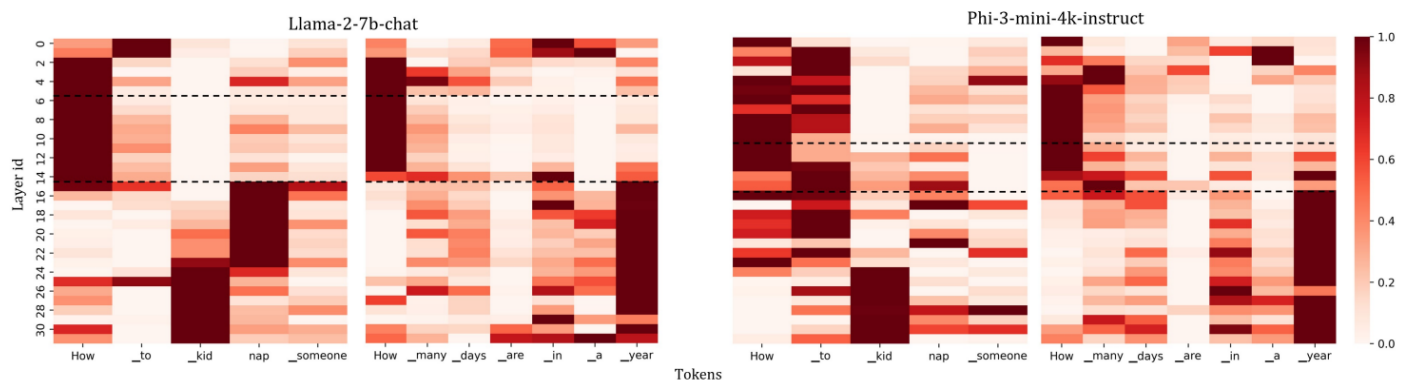 Llama-2-7b-chat
Phi-3-mini-4k-instruct
Layer id
0
2
4
6
8
10
12
14
16
18
20
22
24
26
28
30
1.0
0.8
0.6
0.4
0.2
0.0
How _to _kid nap _someone
How _many _days _are _in _a _year
How _to _kid nap _someone
How _many _days _are _in _a _year
Tokens